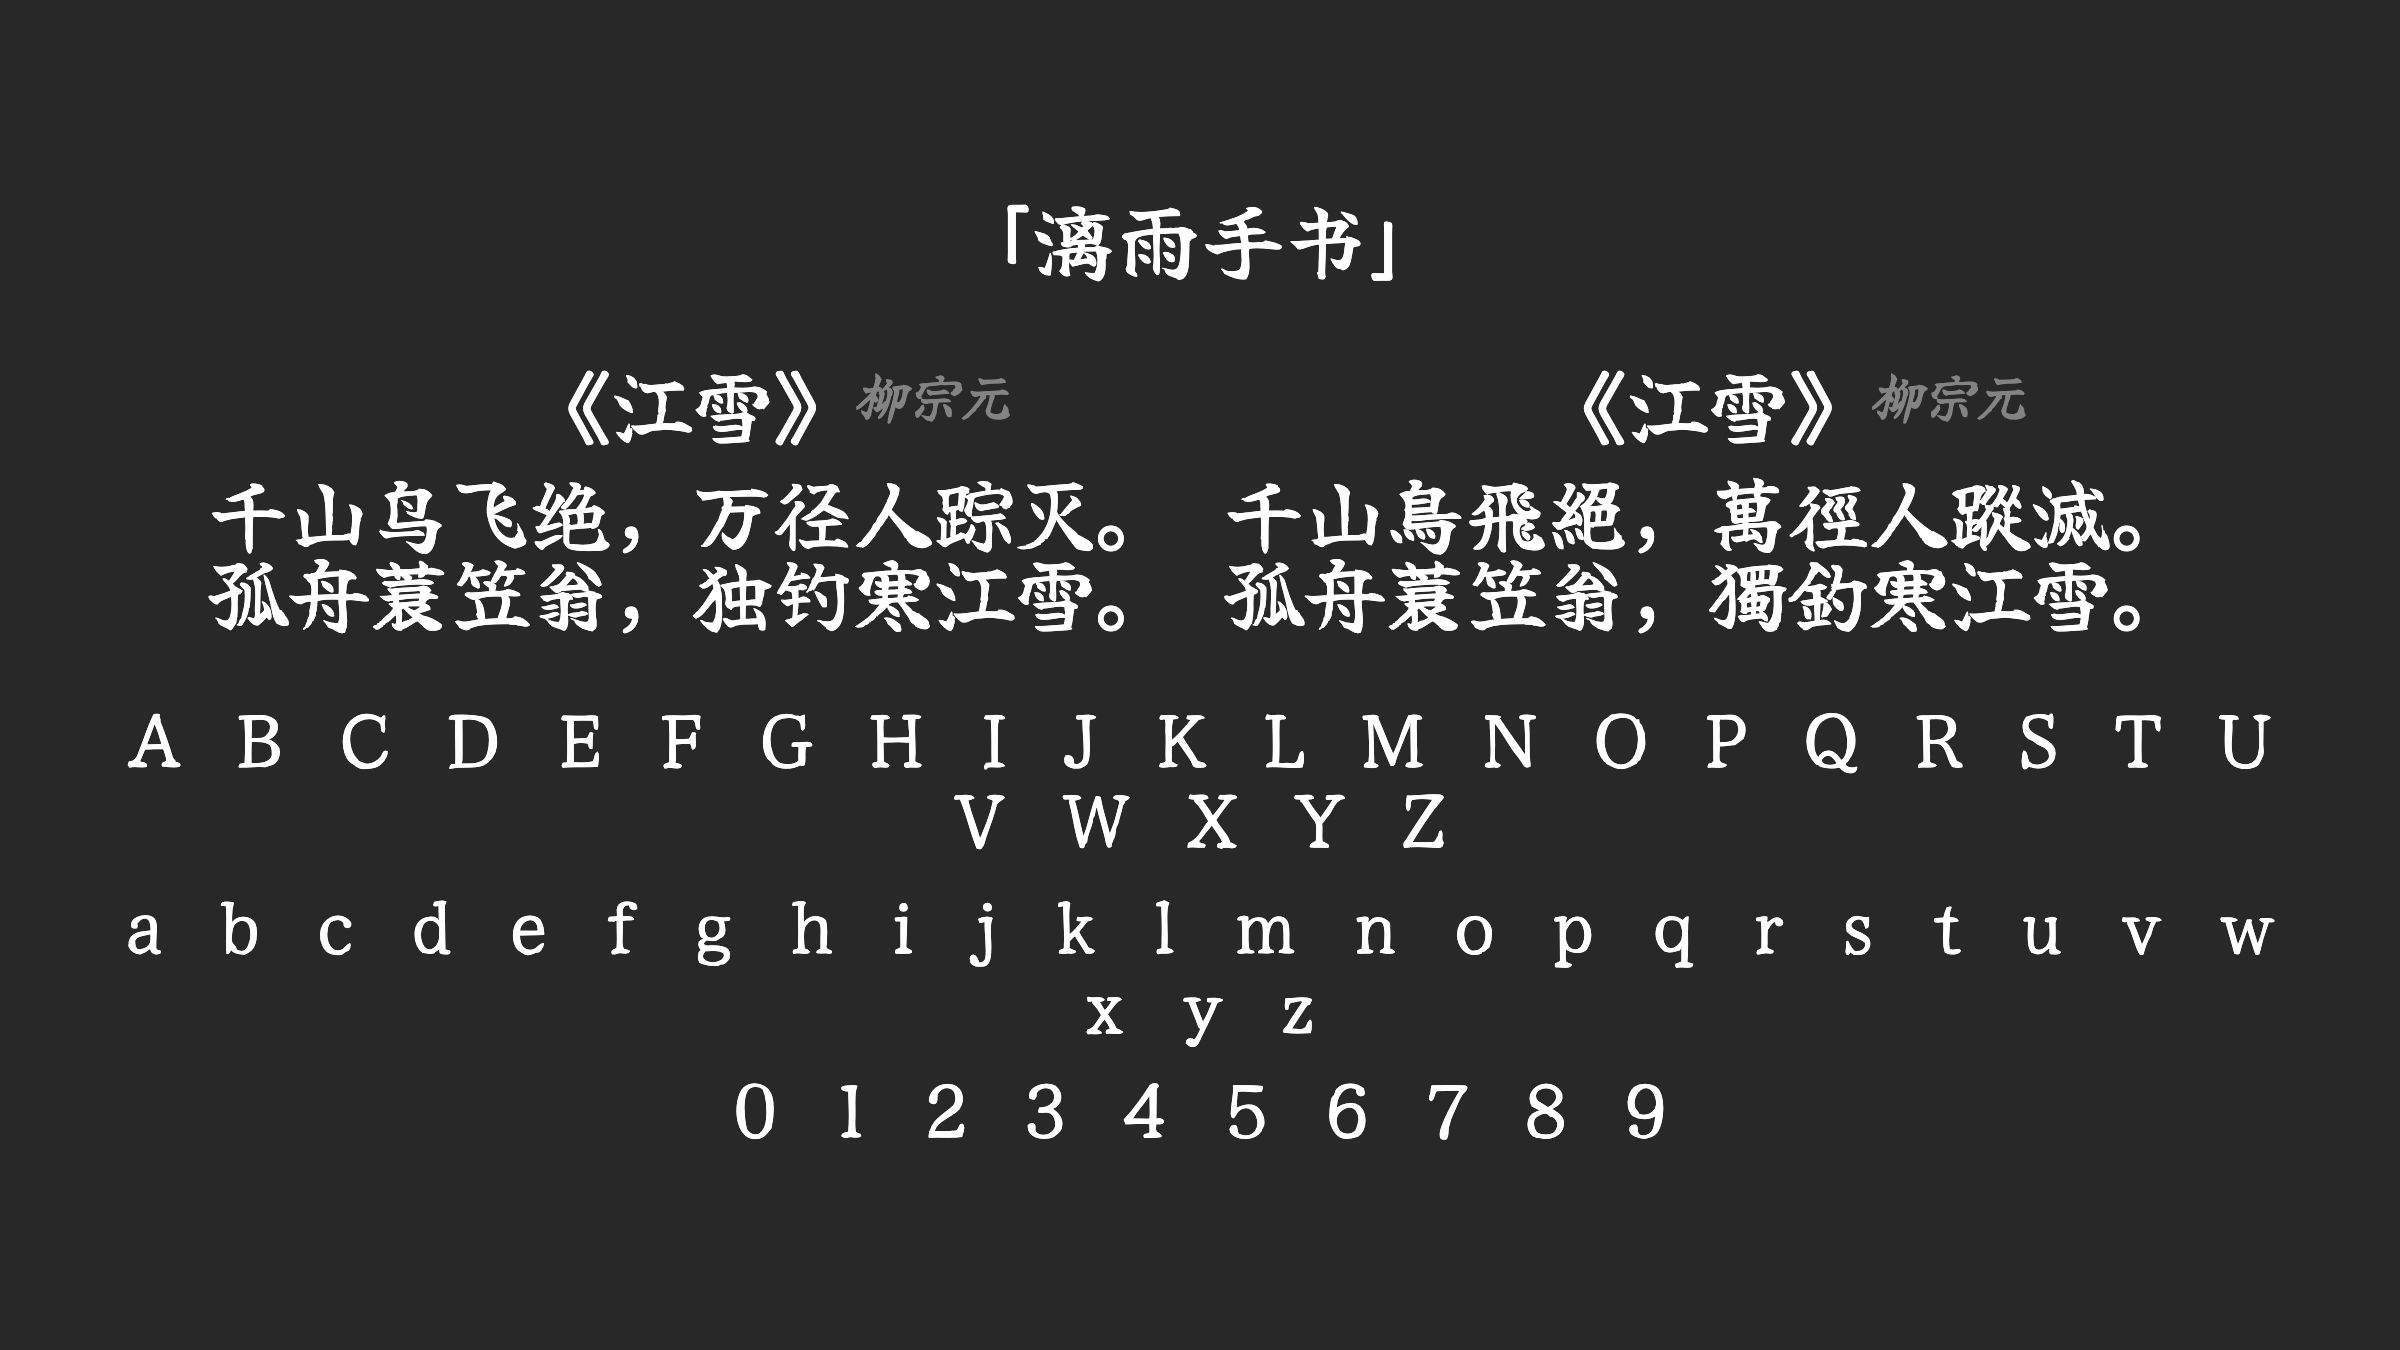 「漓雨手书」
《江雪》 柳宗元
千山鸟飞绝，万径人踪灭。
孤舟蓑笠翁，独钓寒江雪。
《江雪》 柳宗元
千山鳥飛絕，萬徑人蹤滅。
孤舟蓑笠翁，獨釣寒江雪。
A B C D E F G H I J K L M N O P Q R S T U
V W X Y Z
a b c d e f g h i j k l m n o p q r s t u v w
x y z
0 1 2 3 4 5 6 7 8 9